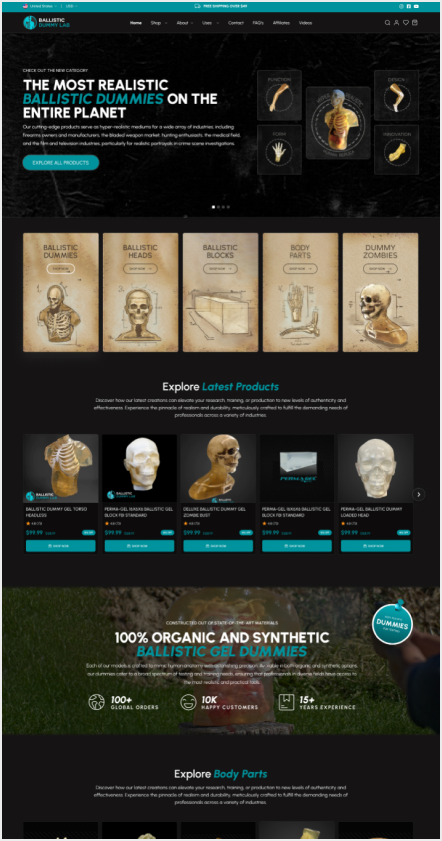 United States
USD
FREE SHIPPING OVER $49
BALLISTIC
DUMMY LAB
Home Shop About Uses Contact FAQ's Affiliates Videos
CHECK OUT THE NEW CATEGORY
THE MOST REALISTIC
BALLISTIC DUMMIES ON THE
ENTIRE PLANET
Our cutting-edge products serve as hyper-realistic mediums for a wide array of industries, including
firearms owners and manufacturers, the bladed weapon market, hunting enthusiasts, the medical field,
and the film and television industries, particularly for realistic portrayals in crime scene investigations.
EXPLORE ALL PRODUCTS
FUNCTION
DESIGN
FORM
INNOVATION
BALLISTIC
DUMMIES
SHOP NOW
BALLISTIC
HEADS
SHOP NOW
BALLISTIC
BLOCKS
SHOP NOW
BODY
PARTS
SHOP NOW
DUMMY
ZOMBIES
SHOP NOW
Explore Latest Products
Discover how our latest creations can elevate your research, training, or production to new levels of authenticity and
effectiveness. Experience the pinnacle of realism and durability, meticulously crafted to fulfill the demanding needs of
professionals across a variety of industries.
BALLISTIC
DUMMY LAB
PERMA-GEL
BALLISTIC DUMMY GEL TORSO
HEADLESS
$99.99
SHOP NOW
PERMA-GEL BALLISTIC GEL
BLOCK FBI STANDARD
$99.99
SHOP NOW
DELUXE BALLISTIC DUMMY GEL
ZOMBIE BUST
$99.99
SHOP NOW
PERMA-GEL BALLISTIC GEL
BLOCK FBI STANDARD
$99.99
SHOP NOW
PERMA-GEL BALLISTIC DUMMY
LOADED HEAD
$99.99
SHOP NOW
CONSTRUCTED OUT OF STATE-OF-THE-ART MATERIALS
100% ORGANIC AND SYNTHETIC
BALLISTIC GEL DUMMIES
DUMMIES
Each of our models is crafted to mimic human anatomy
available in both organic and synthetic options
our dummies cater to a broad spectrum of testing and training needs, ensuring that professionals in diverse fields have access to
the most realistic and practical tools.
100+
GLOBAL ORDERS
10K
HAPPY CUSTOMERS
15+
YEARS EXPERIENCE
Explore Body Parts
Discover how our latest creations can elevate your research, training, or production to new levels of authenticity and
effectiveness. Experience the pinnacle of realism and durability, meticulously crafted to fulfill the demanding needs of
professionals across a variety of industries.